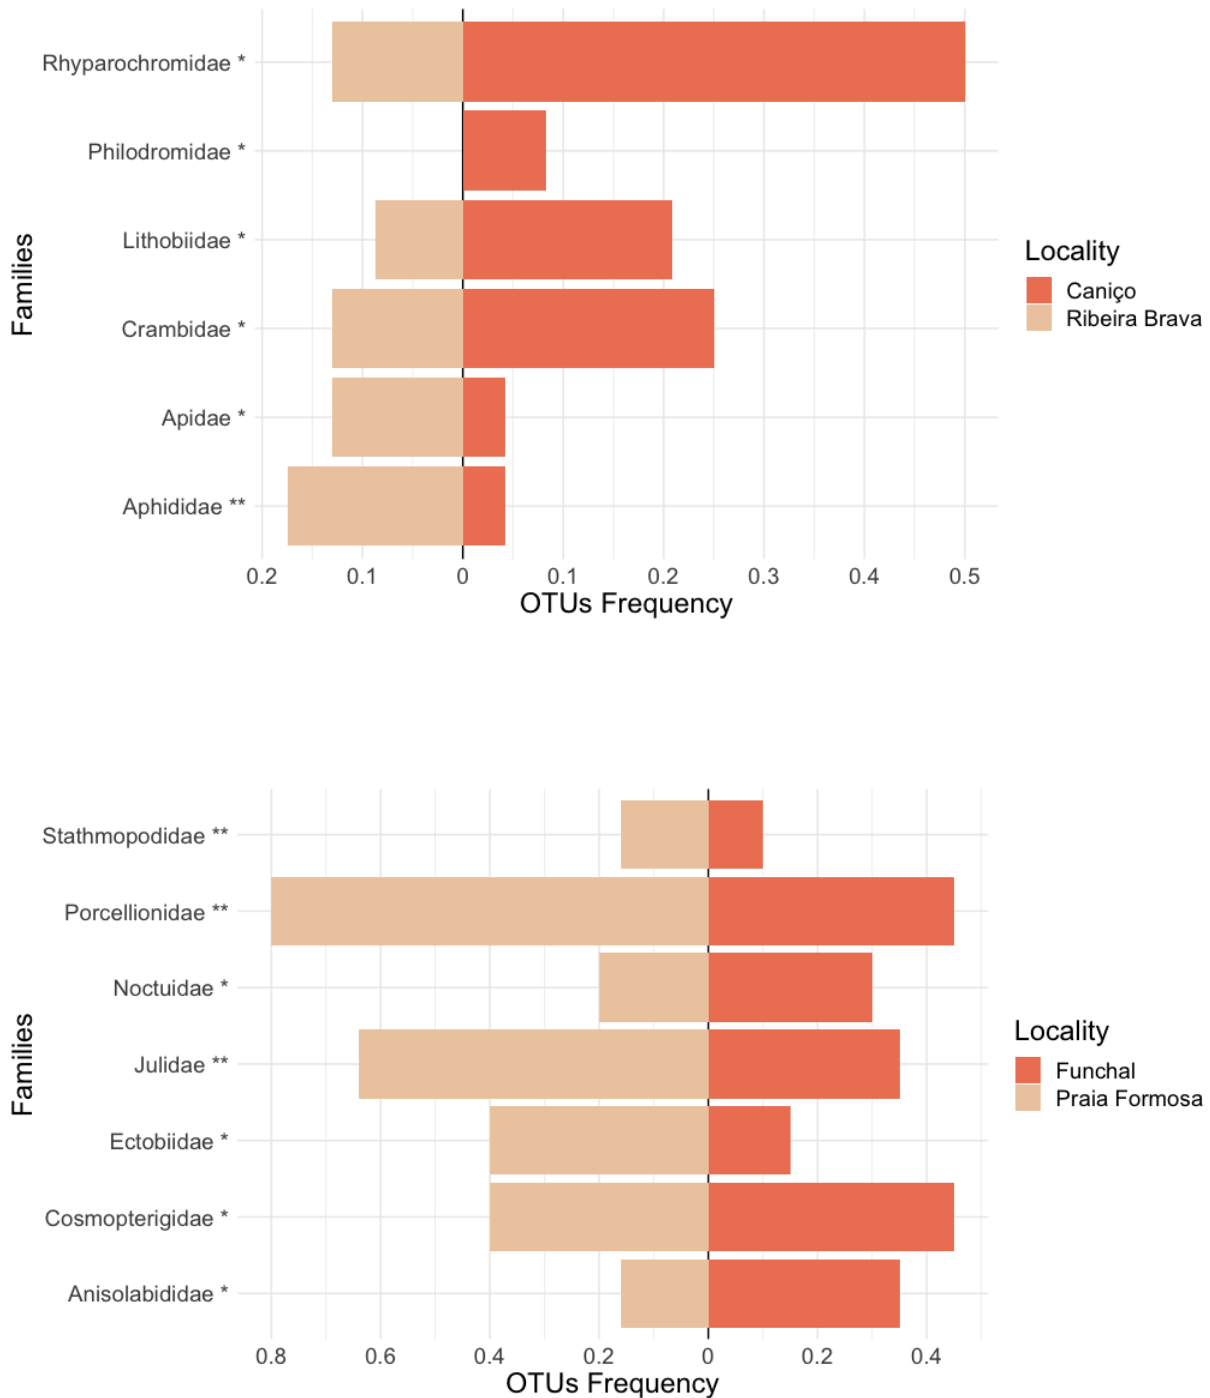 Rhyparochromidae *
Philodromidae *
Lithobiidae *
Crambidae *
Apidae *
Aphididae **
Families
0.2 0.1 0 0.1 0.2 0.3 0.4 0.5
OTUs Frequency
Locality
Caniço
Ribeira Brava
Stathmopodidae **
Porcellionidae **
Noctuidae *
Julidae **
Ectobiidae *
Cosmopterigidae *
Anisolabididae *
Families
0.8 0.6 0.4 0.2 0 0.2 0.4
OTUs Frequency
Locality
Funchal
Praia Formosa